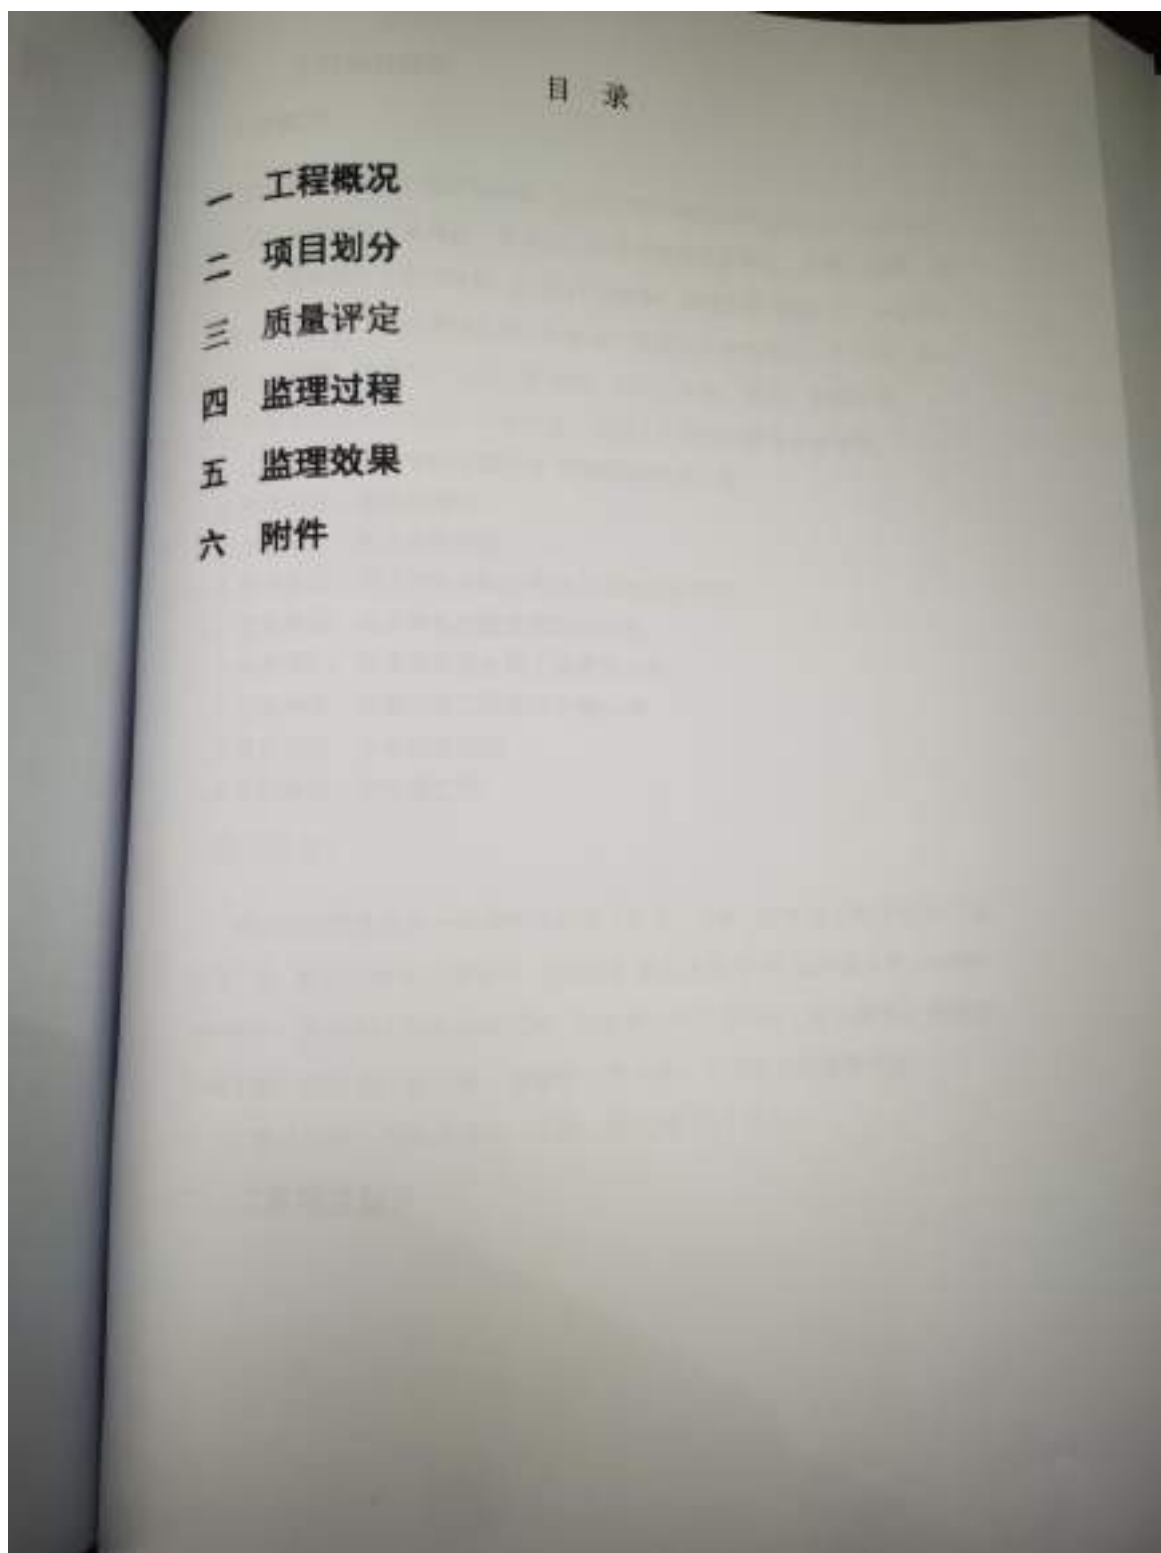 目 录
一 工程概况
二 项目划分
三 质量评定
四 监理过程
五 监理效果
六 附件